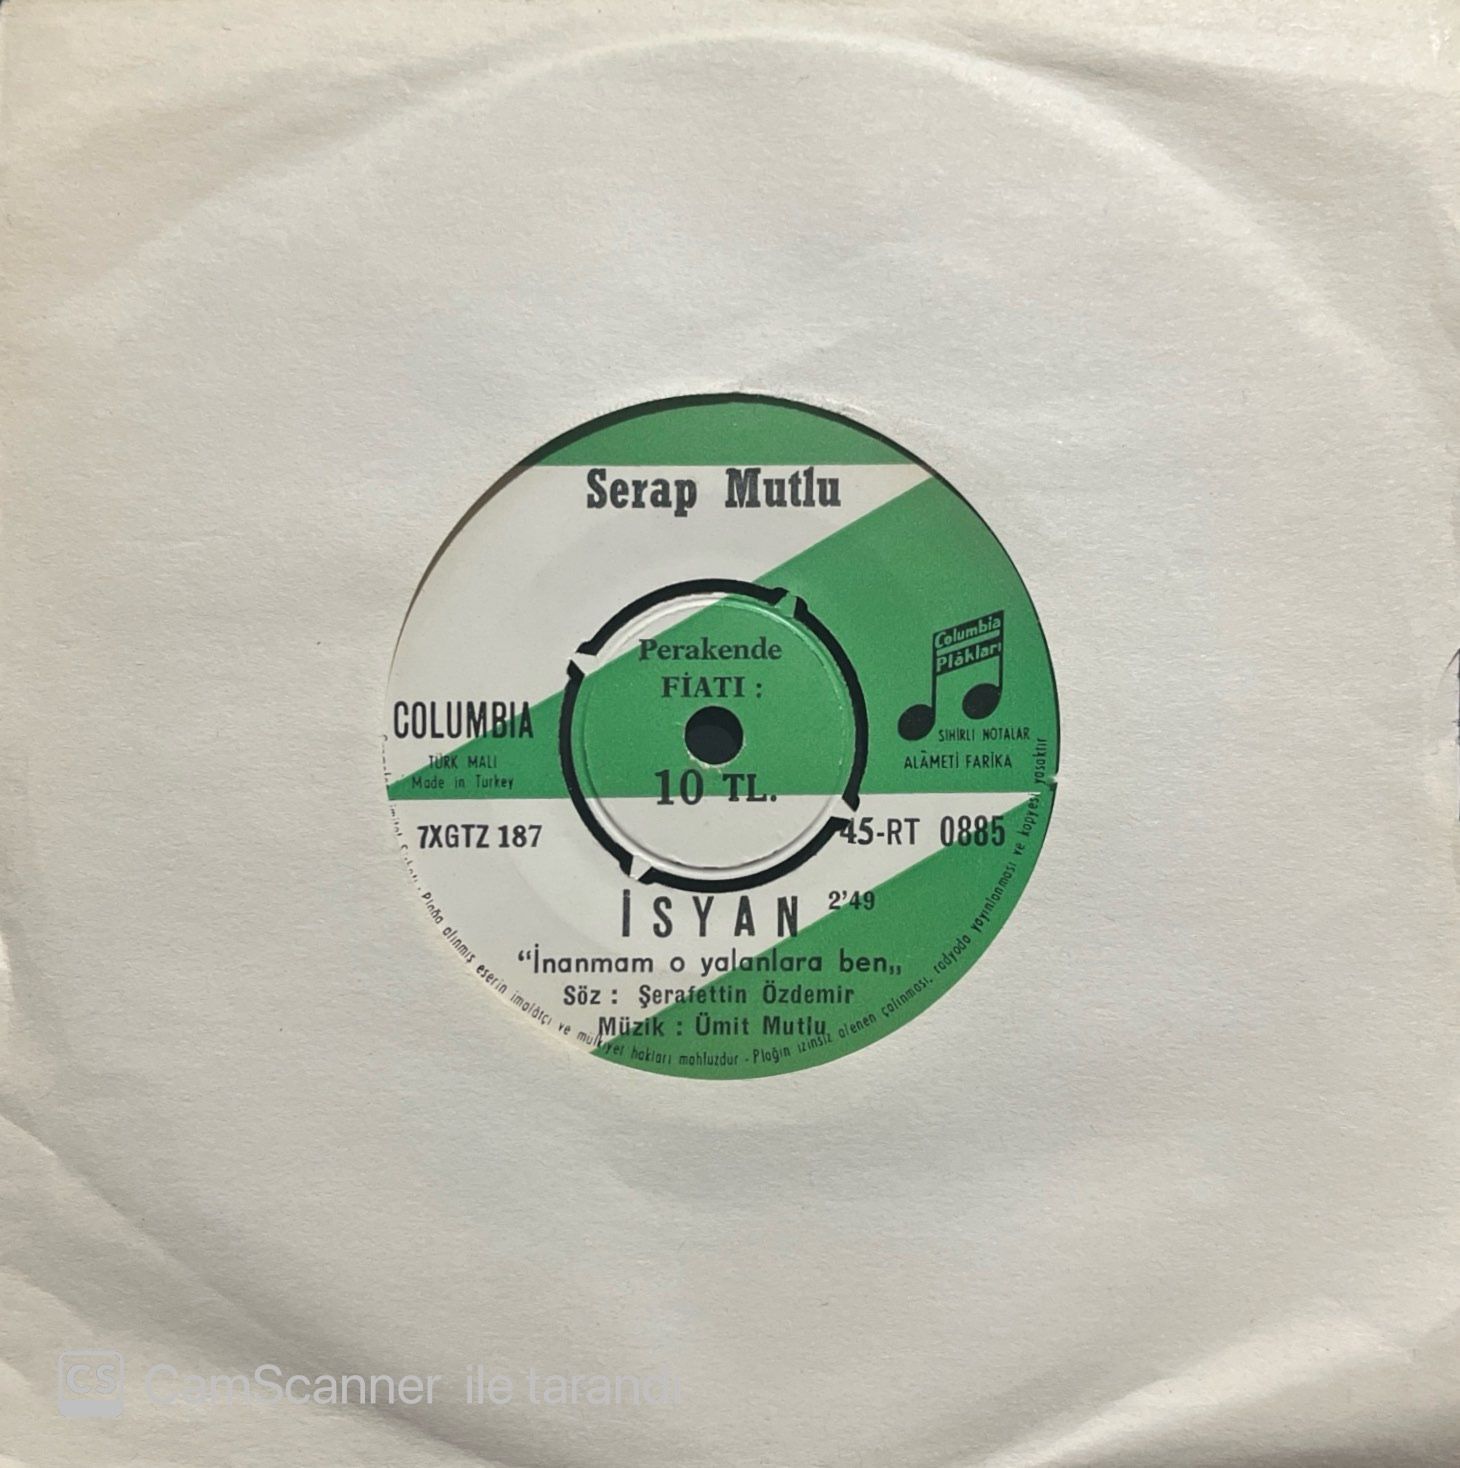 Serap Mutlu
Perakende
FİATI :
10 TL.
Columbia
Plâkları
SİHİRLİ NOTALAR
ALÂMETİ FARİKA
COLUMBIA
TÜRK MALI
Made in Turkey
7XGTZ 187
45-RT 0885
İSYAN 2'49
“İnanmam o yalanlara ben„
Söz : Şerafettin Özdemir
Müzik : Ümit Mutlu
Plağa alınmış eserin imalâtçı ve mülkiyet hakları mahfuzdur - Plağın izinsiz alenen çalınması, radyoda yayınlanması ve kopyesi yasaktır
CS CamScanner ile tarandı